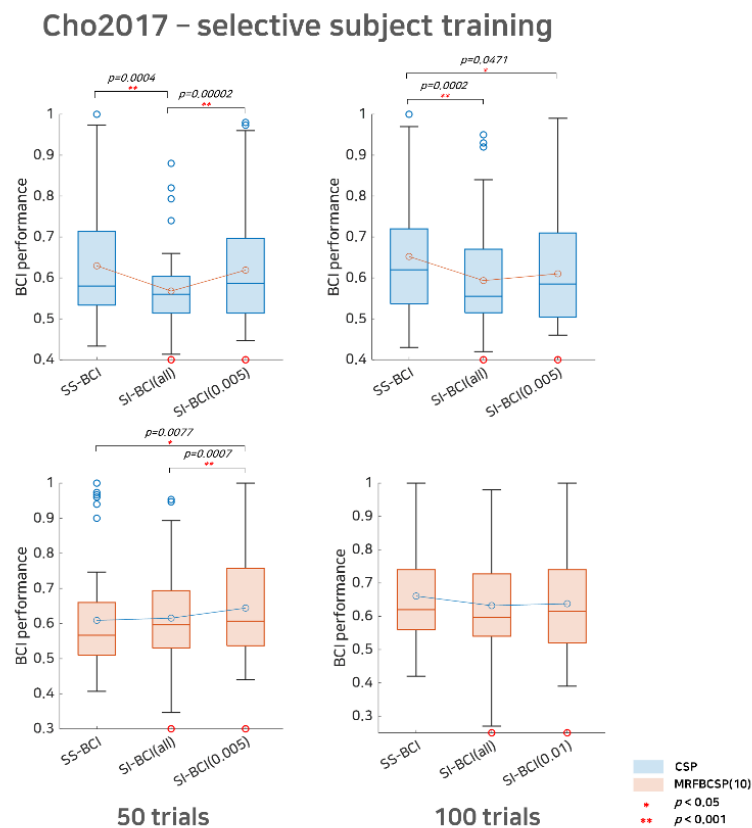 Cho2017 – selective subject training
p=0.0004
**
p=0.00002
**
BCI performance
1
0.9
0.8
0.7
0.6
0.5
0.4
SS-BCI
SI-BCI(all)
SI-BCI(0.005)
p=0.0471
*
p=0.0002
**
BCI performance
1
0.9
0.8
0.7
0.6
0.5
0.4
SS-BCI
SI-BCI(all)
SI-BCI(0.005)
p=0.0077
*
p=0.0007
**
BCI performance
1
0.9
0.8
0.7
0.6
0.5
0.4
0.3
SS-BCI
SI-BCI(all)
SI-BCI(0.005)
BCI performance
1
0.9
0.8
0.7
0.6
0.5
0.4
0.3
SS-BCI
SI-BCI(all)
SI-BCI(0.01)
50 trials
100 trials
CSP
MRFBCSP(10)
* p < 0.05
** p < 0.001